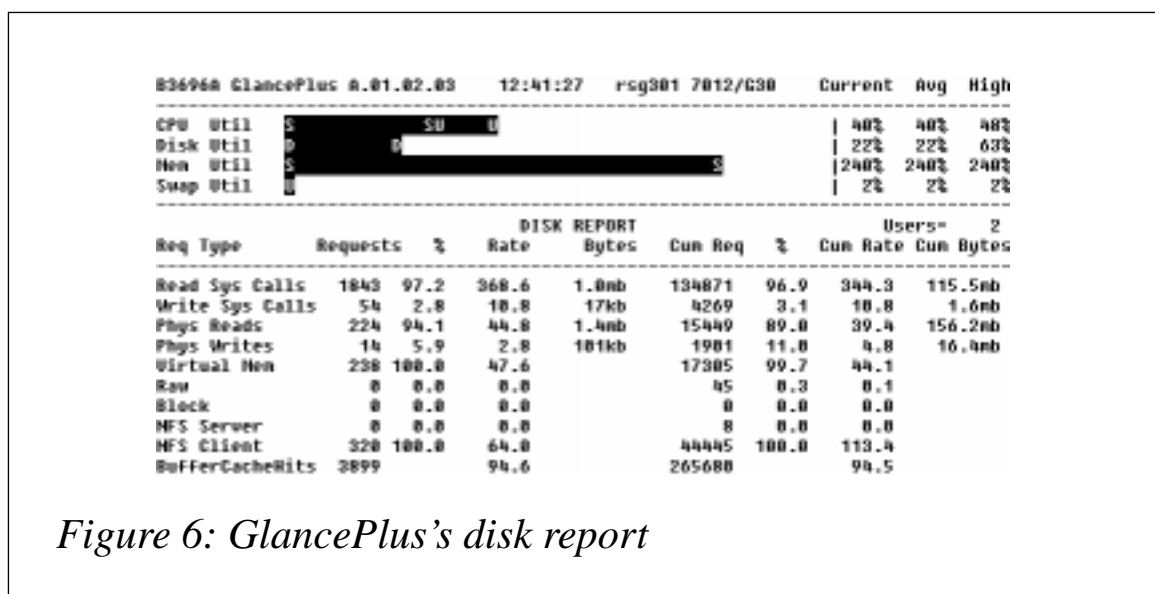 B3696A GlancePlus A.01.02.03 12:41:27 rsg301 7012/G30 Current Avg High
CPU Util S SU U | 40% 40% 48%
Disk Util D D | 22% 22% 63%
Mem Util S S |240% 240% 240%
Swap Util U | 2% 2% 2%
DISK REPORT Users= 2
Req Type Requests % Rate Bytes Cum Req % Cum Rate Cum Bytes
Read Sys Calls 1843 97.2 368.6 1.0mb 134871 96.9 344.3 115.5mb
Write Sys Calls 54 2.8 10.8 17kb 4269 3.1 10.8 1.6mb
Phys Reads 224 94.1 44.8 1.4mb 15449 89.0 39.4 156.2mb
Phys Writes 14 5.9 2.8 101kb 1901 11.0 4.8 16.4mb
Virtual Mem 238 100.0 47.6 17305 99.7 44.1
Raw 0 0.0 0.0 45 0.3 0.1
Block 0 0.0 0.0 0 0.0 0.0
NFS Server 0 0.0 0.0 8 0.0 0.0
NFS Client 320 100.0 64.0 44445 100.0 113.4
BufferCacheHits 3899 94.6 265680 94.5
Figure 6: GlancePlus’s disk report